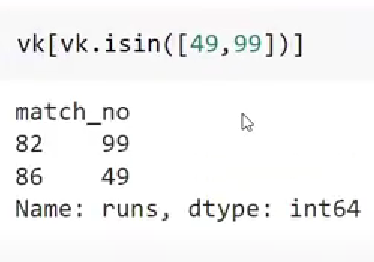 vk[vk.isin([49,99])]
match_no
82    99
86    49
Name: runs, dtype: int64